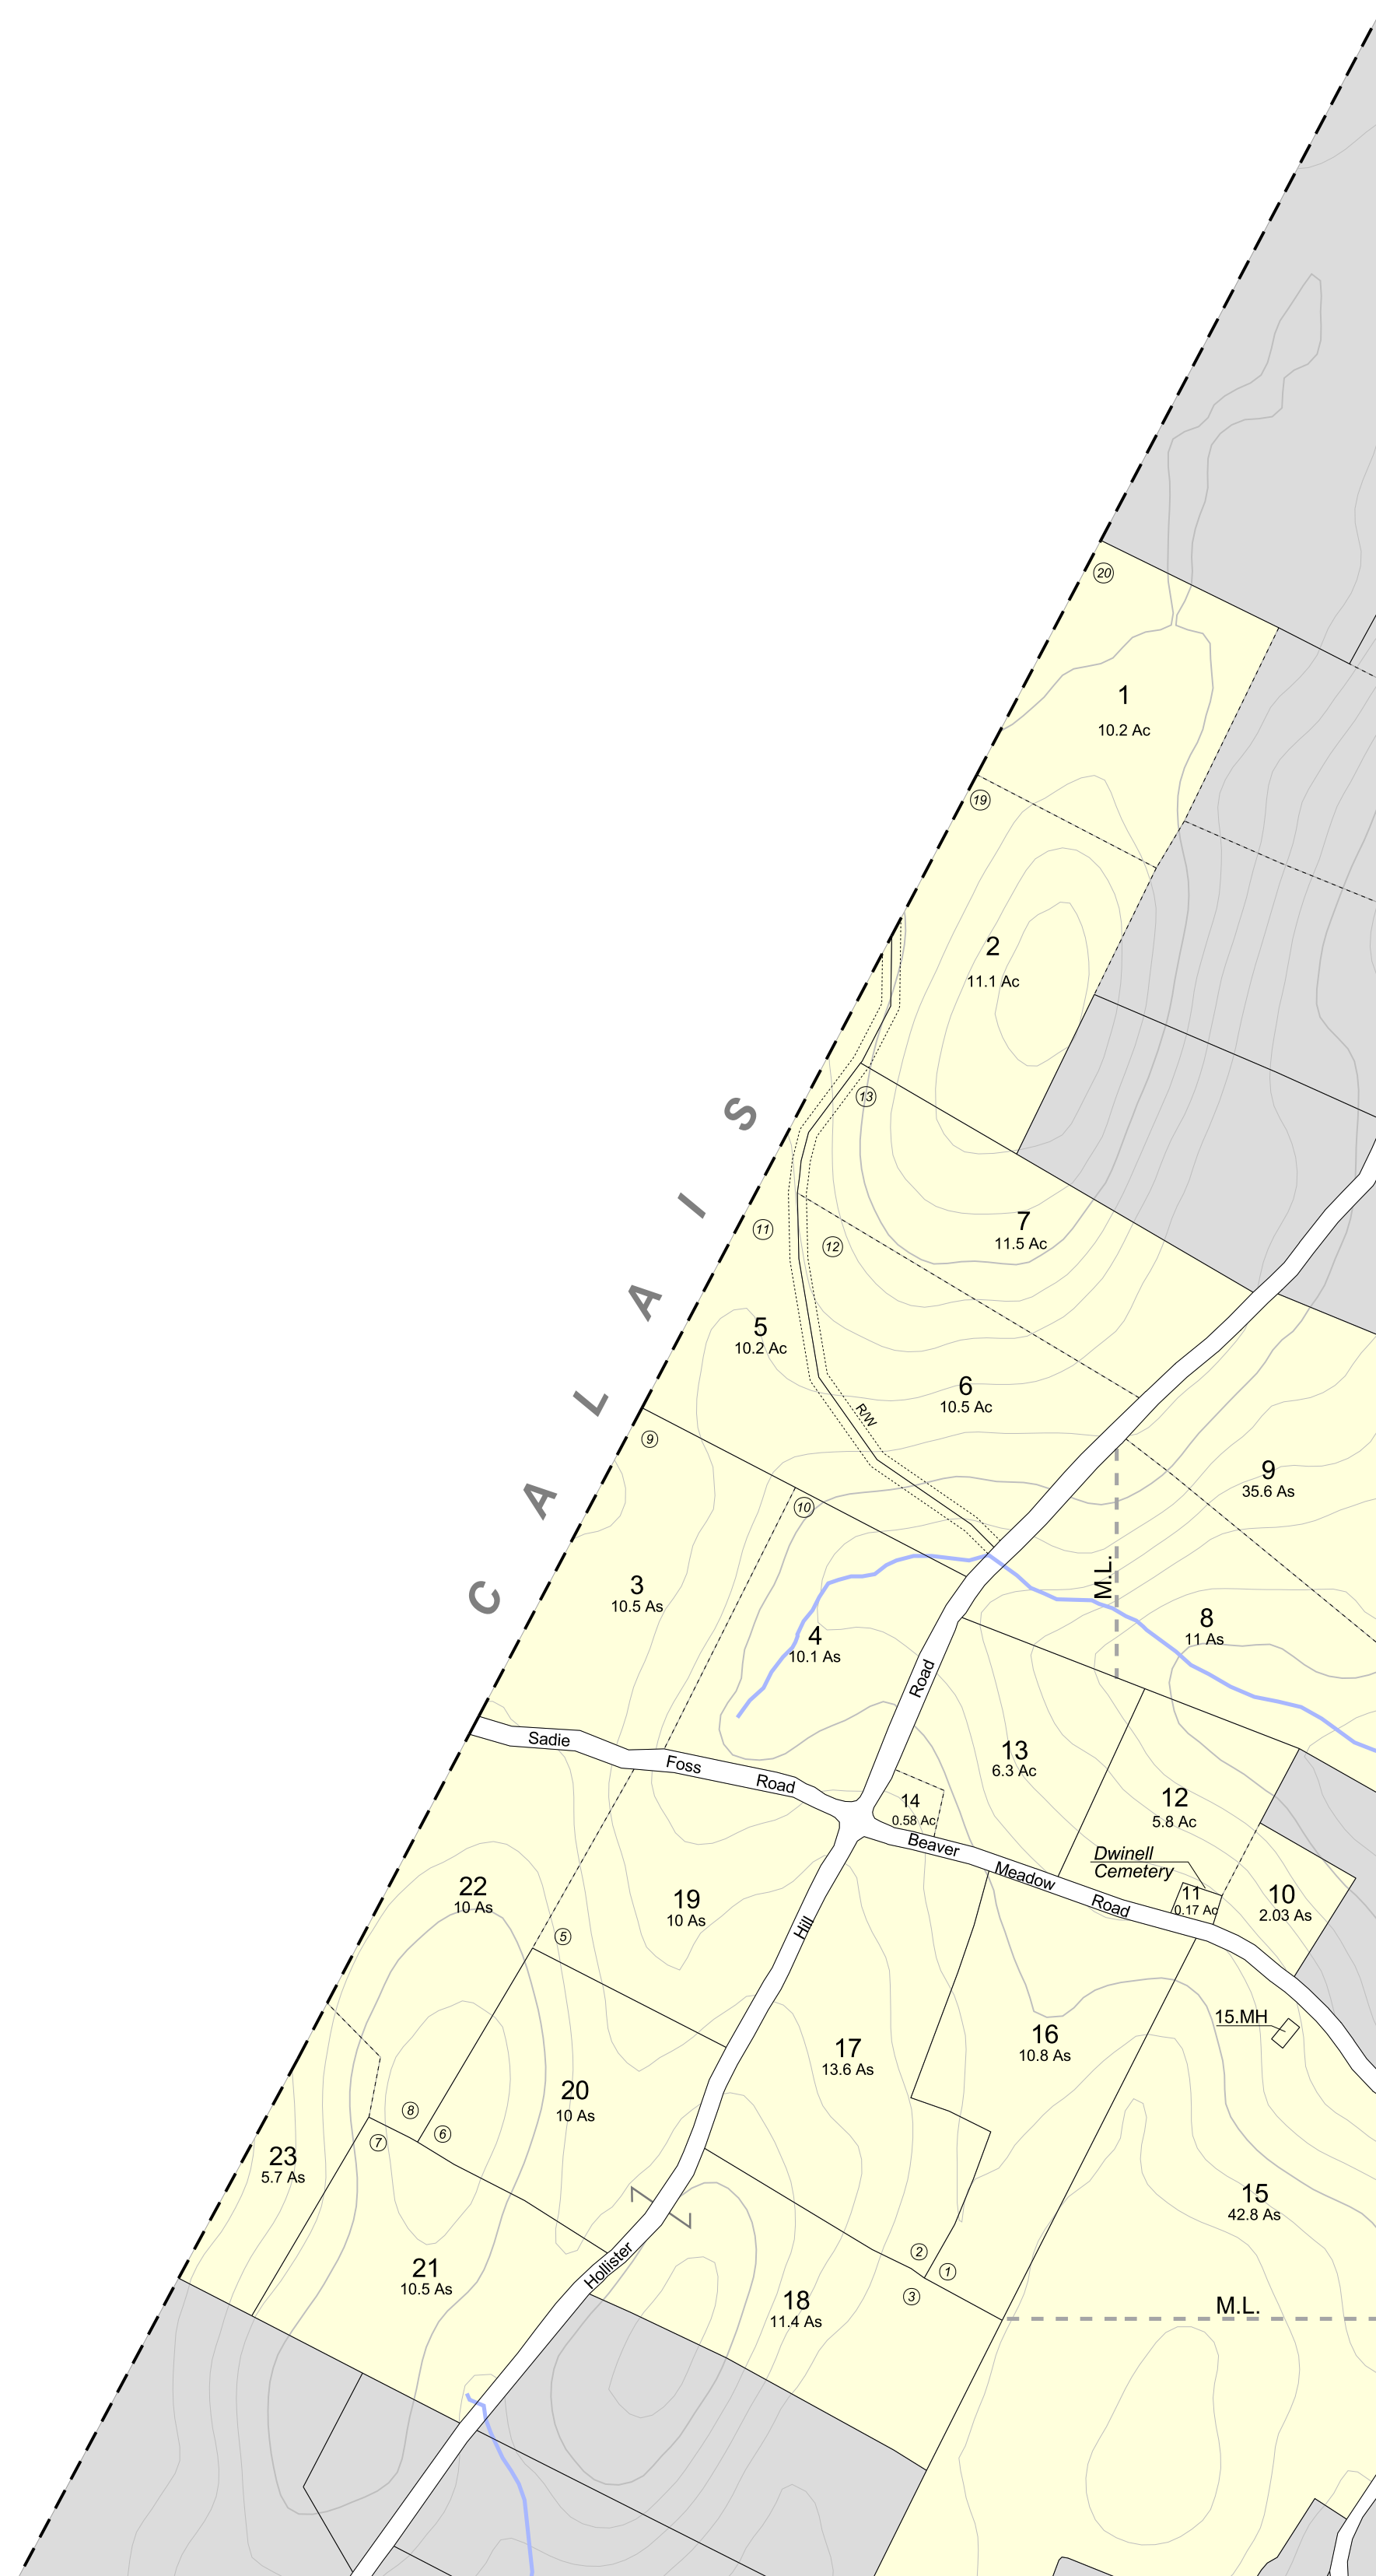 20
1
10.2 Ac
19
2
11.1 Ac
13
7
11.5 Ac
11
12
5
10.2 Ac
6
10.5 Ac
R/W
9
10
9
35.6 As
M.L.
3
10.5 As
4
10.1 As
8
11 As
CALAIS
Road
Sadie Foss Road
13
6.3 Ac
14
0.58 Ac
12
5.8 Ac
Beaver Meadow Road
Dwinell
Cemetery
11
0.17 Ac
10
2.03 As
22
10 As
19
10 As
5
Hill
15.MH
17
13.6 As
16
10.8 As
20
10 As
8
7
6
23
5.7 As
15
42.8 As
Z
Hollister
2
1
3
21
10.5 As
18
11.4 As
M.L.